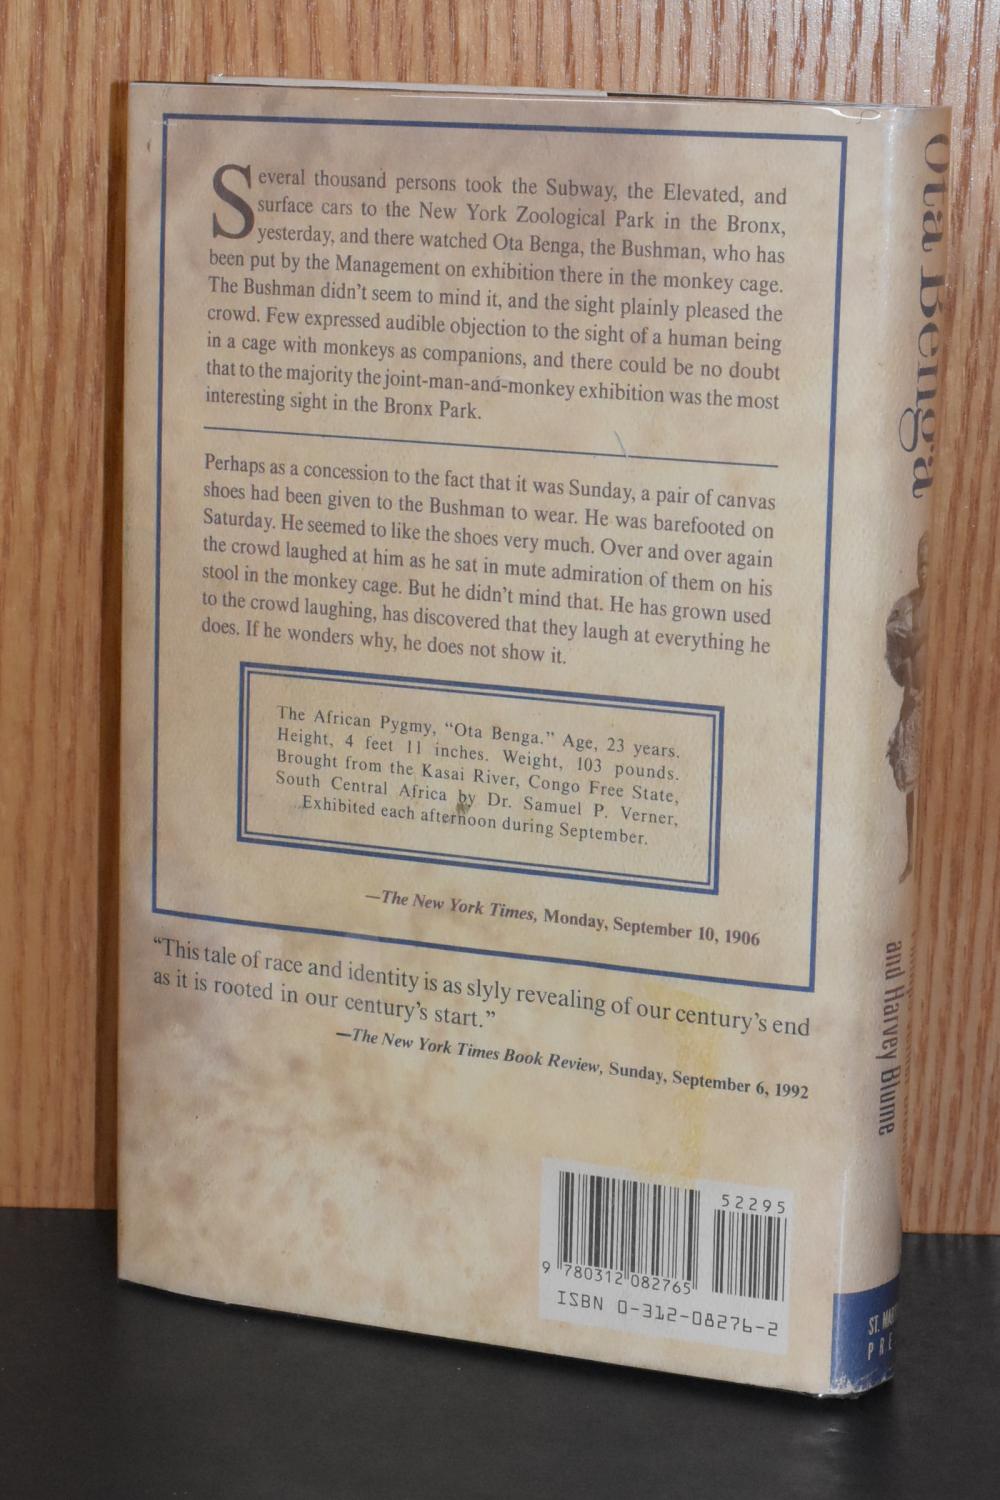 Several thousand persons took the Subway, the Elevated, and
surface cars to the New York Zoological Park in the Bronx,
yesterday, and there watched Ota Benga, the Bushman, who has
been put by the Management on exhibition there in the monkey cage.
The Bushman didn't seem to mind it, and the sight plainly pleased the
crowd. Few expressed audible objection to the sight of a human being
in a cage with monkeys as companions, and there could be no doubt
that to the majority the joint-man-and-monkey exhibition was the most
interesting sight in the Bronx Park.
Perhaps as a concession to the fact that it was Sunday, a pair of canvas
shoes had been given to the Bushman to wear. He was barefooted on
Saturday. He seemed to like the shoes very much. Over and over again
the crowd laughed at him as he sat in mute admiration of them on his
stool in the monkey cage. But he didn't mind that. He has grown used
to the crowd laughing, has discovered that they laugh at everything he
does. If he wonders why, he does not show it.
The African Pygmy, "Ota Benga." Age, 23 years.
Height, 4 feet 11 inches. Weight, 103 pounds.
Brought from the Kasai River, Congo Free State,
South Central Africa by Dr. Samuel P. Verner,
Exhibited each afternoon during September.
—The New York Times, Monday, September 10, 1906
"This tale of race and identity is as slyly revealing of our century's end
as it is rooted in our century's start."
—The New York Times Book Review, Sunday, September 6, 1992
52295
9 780312 082765
ISBN 0-312-08276-2
Ota Benga
and Harvey Blume
ST. MA
PRE